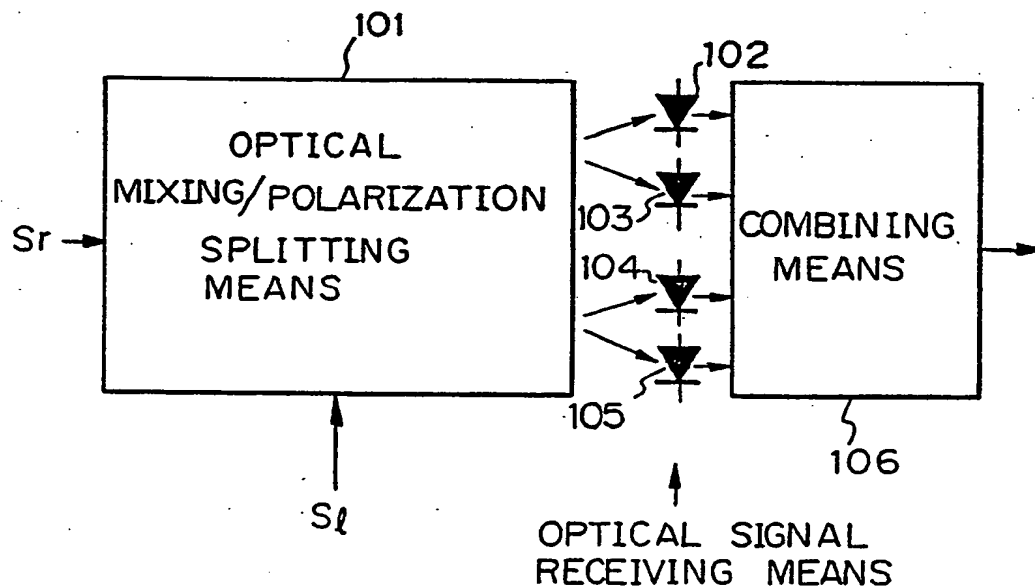 101
102
OPTICAL
MIXING/POLARIZATION
SPLITTING
MEANS
Sr
103
104
105
COMBINING
MEANS
106
Sℓ
OPTICAL SIGNAL
RECEIVING MEANS